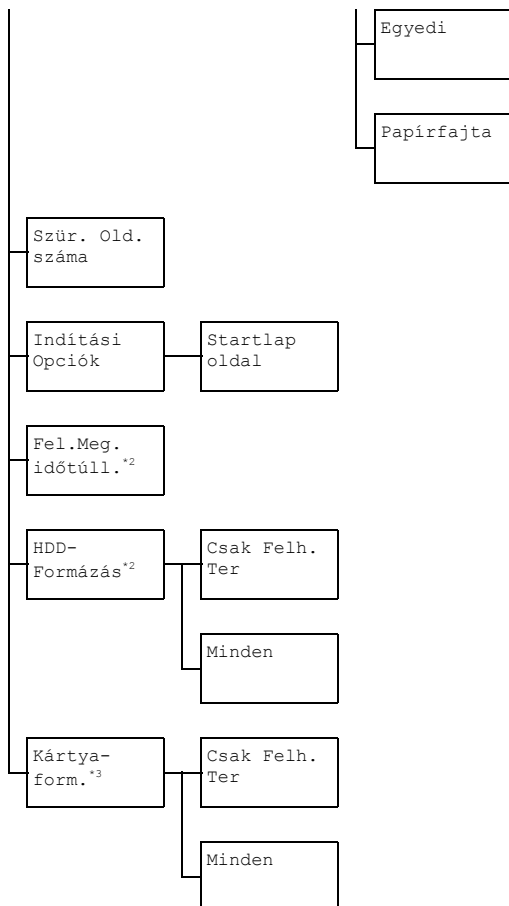 Egyedi
Papírfajta
Szür. Old.
száma
Indítási
Opciók
Startlap
oldal
Fel.Meg.
időtúll.*2
HDD-
Formázás*2
Csak Felh.
Ter
Minden
Kártya-
form.*3
Csak Felh.
Ter
Minden